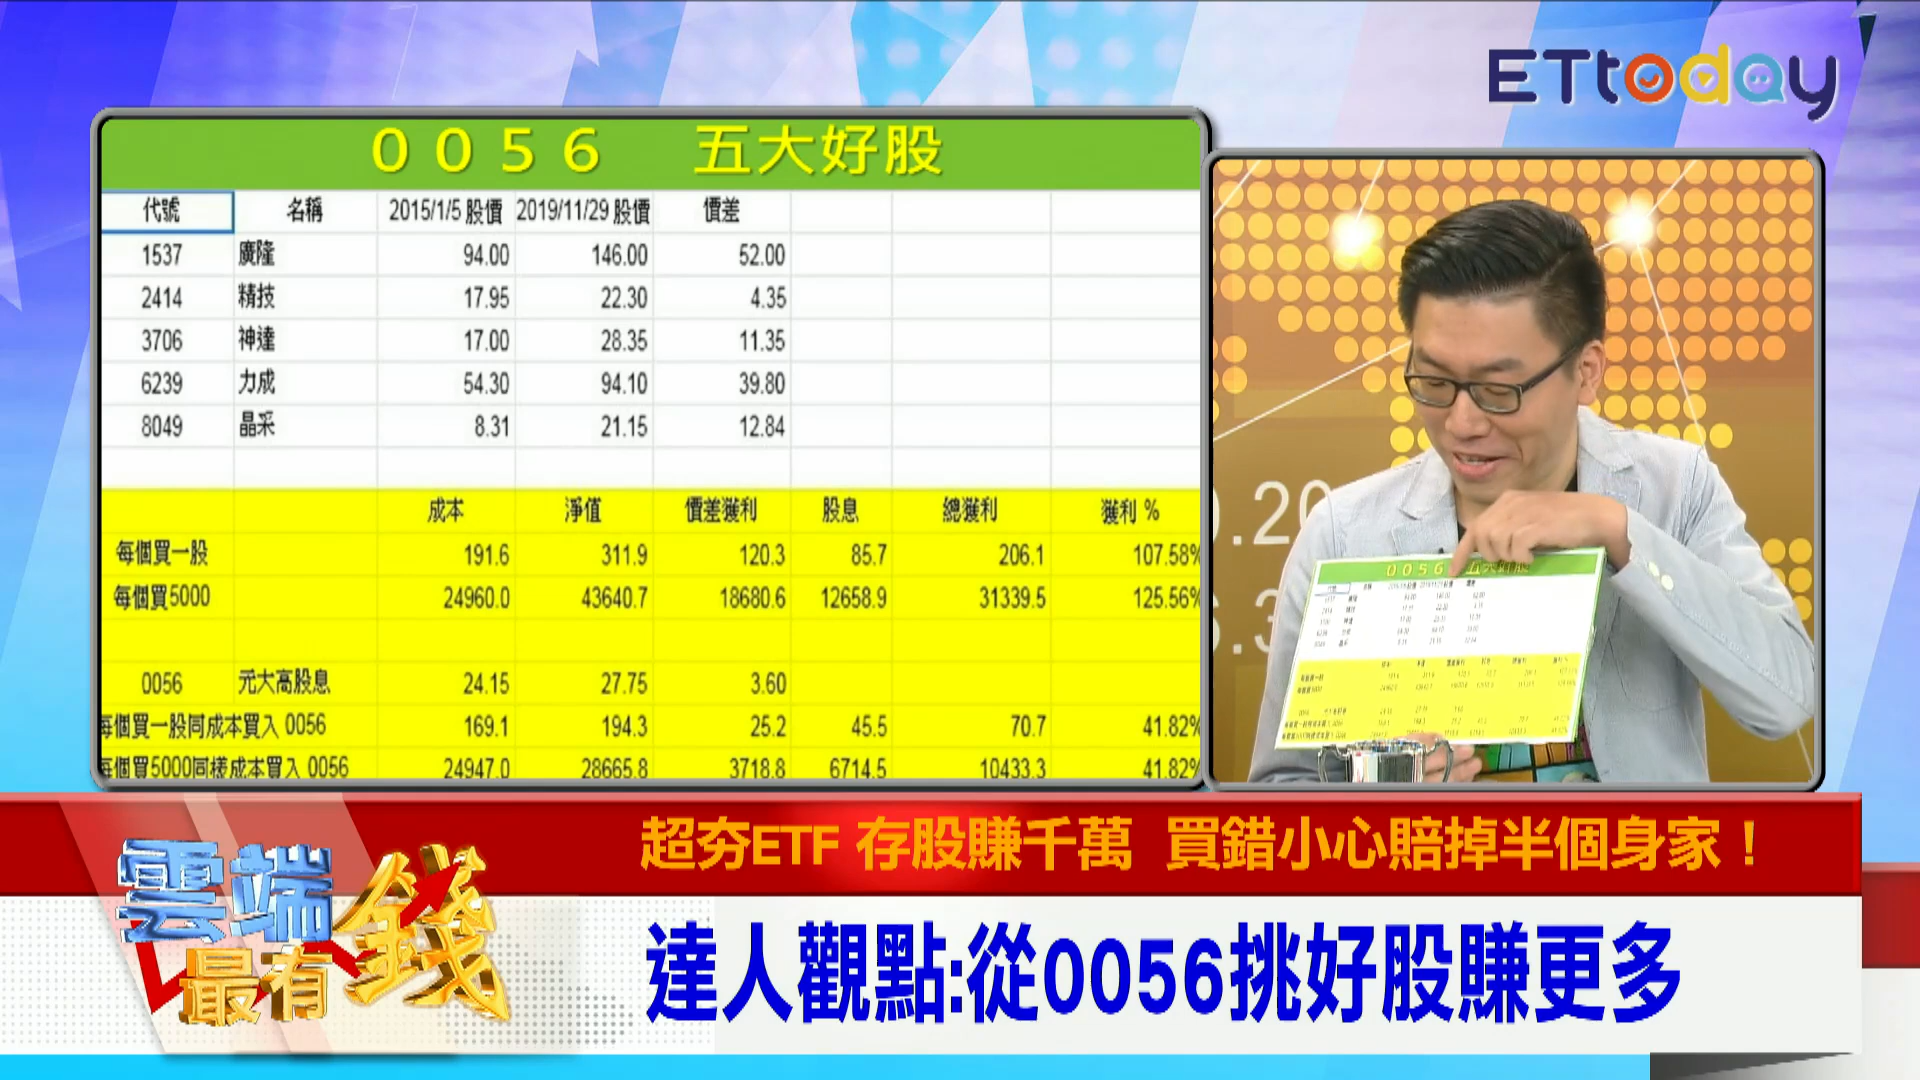 ETtoday
0056 五大好股
代號 名稱 2015/1/5 股價 2019/11/29 股價 價差
1537 廣隆 94.00 146.00 52.00
2414 精技 17.95 22.30 4.35
3706 神達 17.00 28.35 11.35
6239 力成 54.30 94.10 39.80
8049 晶采 8.31 21.15 12.84
成本 淨值 價差獲利 股息 總獲利 獲利 %
每個買一股 191.6 311.9 120.3 85.7 206.1 107.58%
每個買5000 24960.0 43640.7 18680.6 12658.9 31339.5 125.56%
0056 元大高股息 24.15 27.75 3.60
每個買一股同成本買入 0056 169.1 194.3 25.2 45.5 70.7 41.82%
每個買5000同樣成本買入 0056 24947.0 28665.8 3718.8 6714.5 10433.3 41.82%
0056 五大好股
超夯ETF 存股賺千萬 買錯小心賠掉半個身家！
雲端最有錢
達人觀點:從0056挑好股賺更多